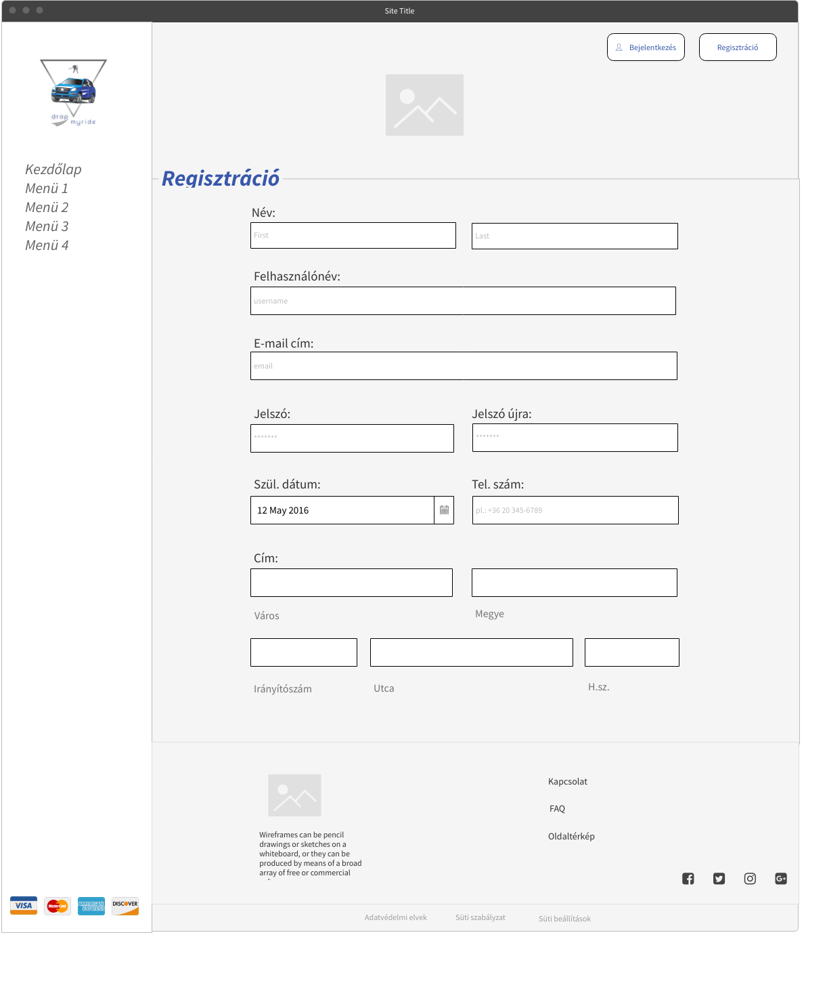 Site Title
Bejelentkezés
Regisztráció
drop
myride
Kezdőlap
Menü 1
Menü 2
Menü 3
Menü 4
Regisztráció
Név:
First
Last
Felhasználónév:
username
E-mail cím:
email
Jelszó:
Jelszó újra:
*******
*******
Szül. dátum:
Tel. szám:
12 May 2016
pl.: +36 20 345-6789
Cím:
Város
Megye
Irányítószám
Utca
H.sz.
Wireframes can be pencil
drawings or sketches on a
whiteboard, or they can be
produced by means of a broad
array of free or commercial
Kapcsolat
FAQ
Oldaltérkép
VISA
MasterCard
AMERICAN
EXPRESS
DISCOVER
Adatvédelmi elvek
Süti szabályzat
Süti beállítások